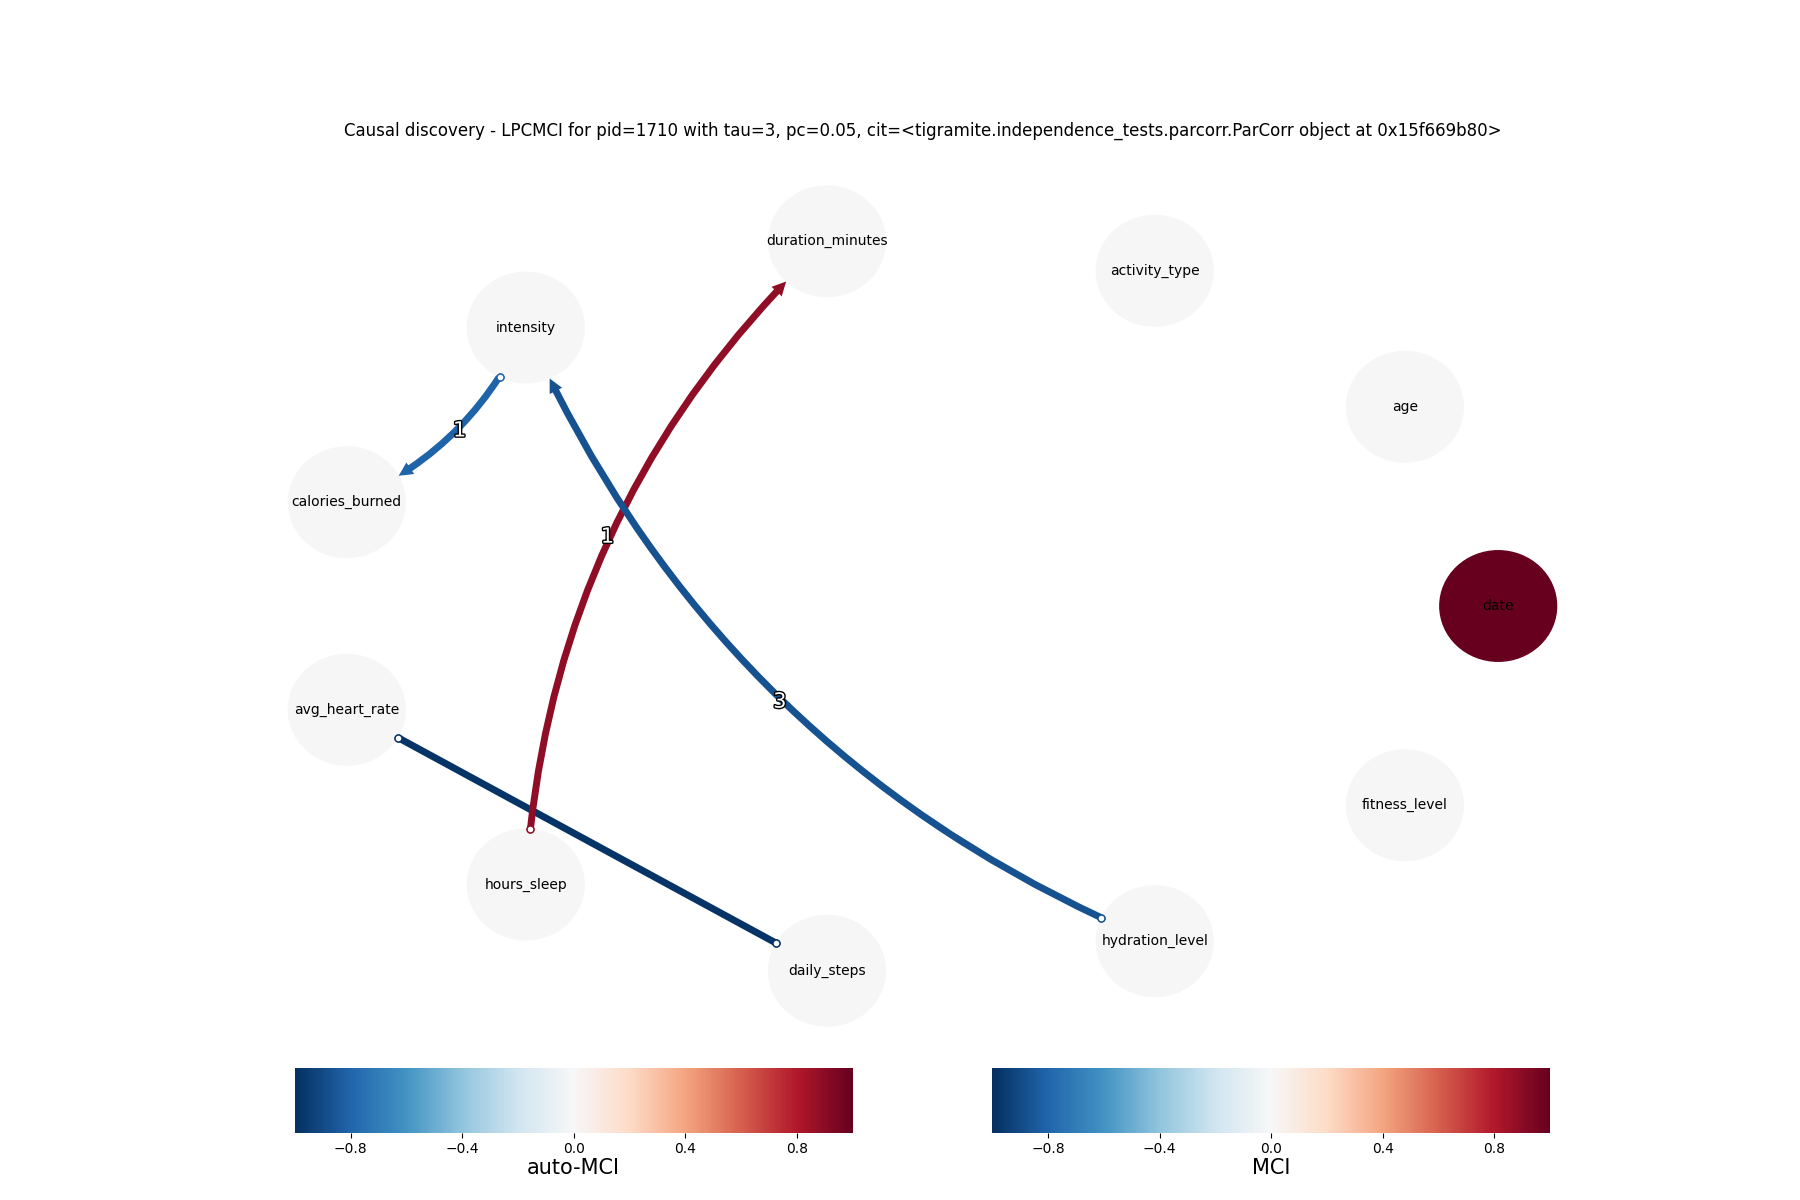 Causal discovery - LPCMCI for pid=1710 with tau=3, pc=0.05, cit=<tigramite.independence_tests.parcorr.ParCorr object at 0x15f669b80>
duration_minutes
activity_type
intensity
age
1
calories_burned
1
date
3
avg_heart_rate
fitness_level
hours_sleep
hydration_level
daily_steps
−0.8 −0.4 0.0 0.4 0.8
auto-MCI
−0.8 −0.4 0.0 0.4 0.8
MCI